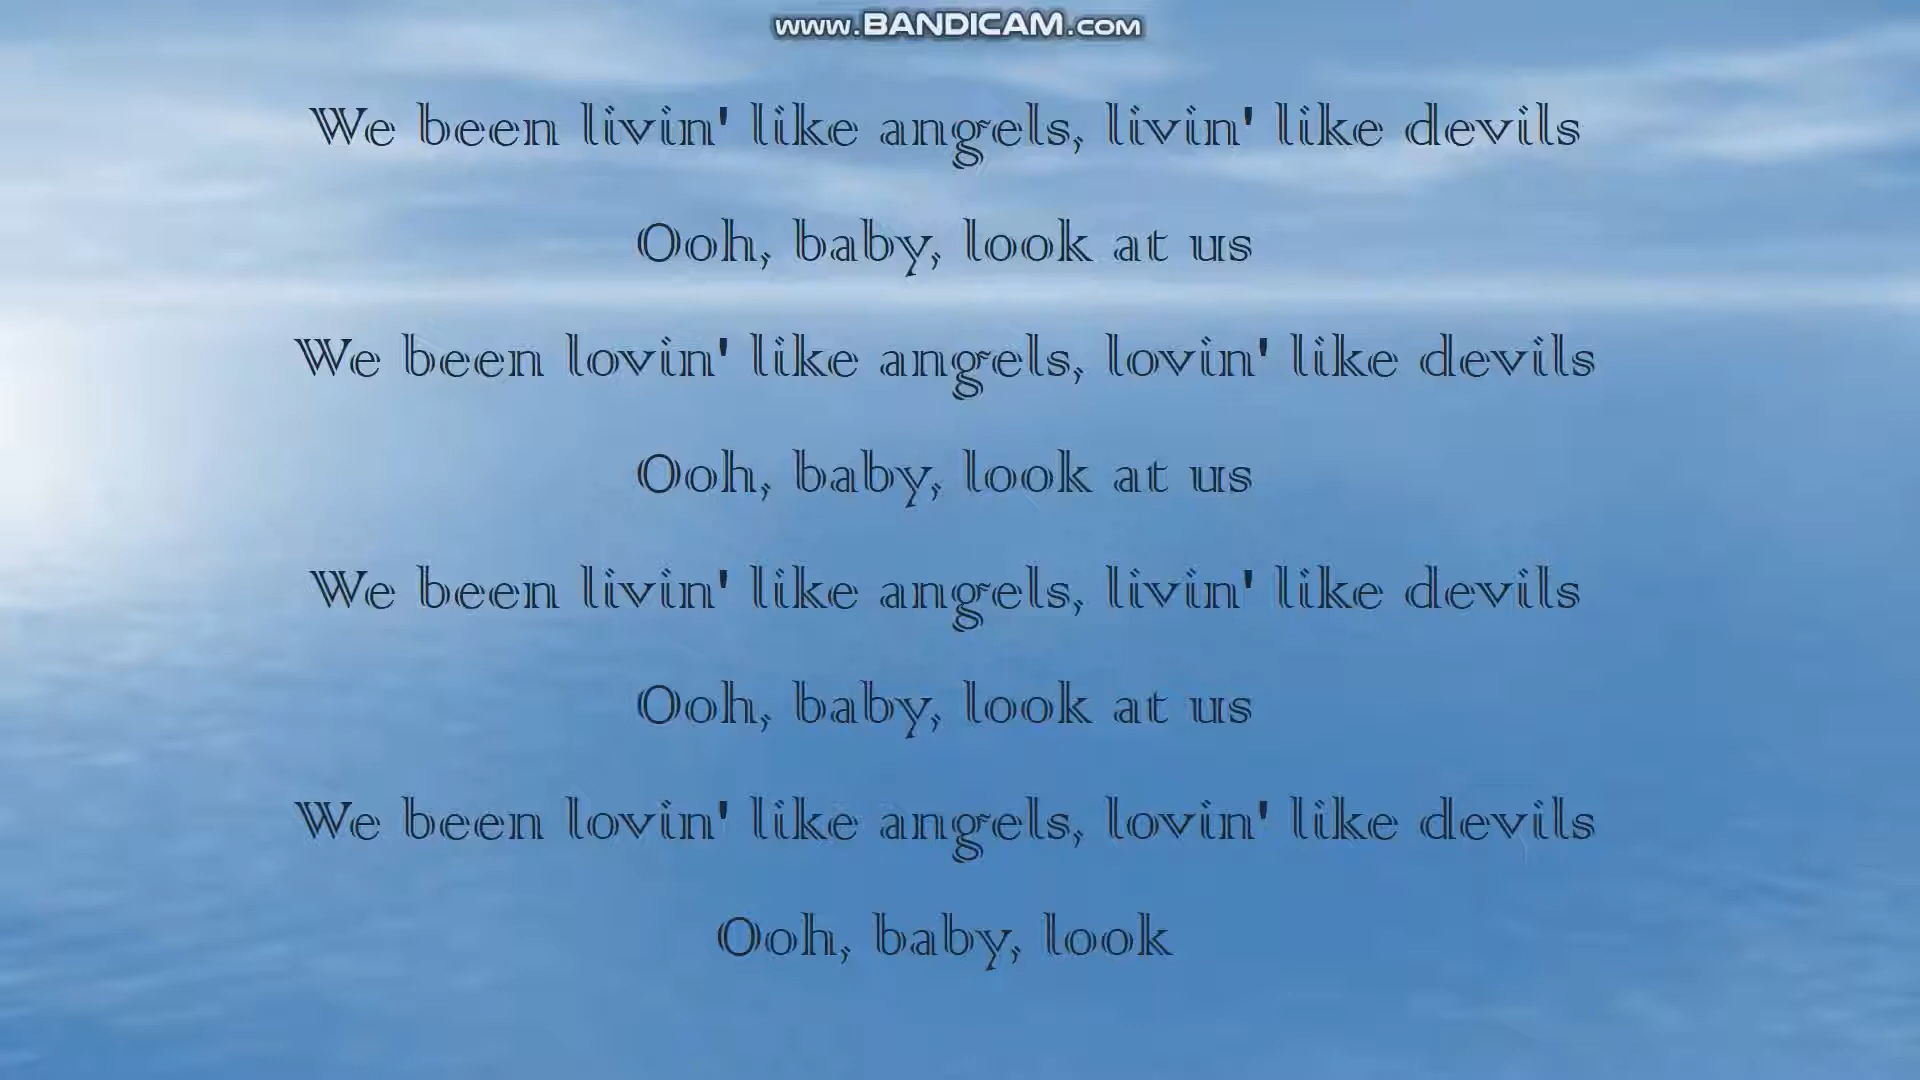 www.BANDICAM.COM
We been livin' like angels, livin' like devils
Ooh, baby, look at us
We been lovin' like angels, lovin' like devils
Ooh, baby, look at us
We been livin' like angels, livin' like devils
Ooh, baby, look at us
We been lovin' like angels, lovin' like devils
Ooh, baby, look